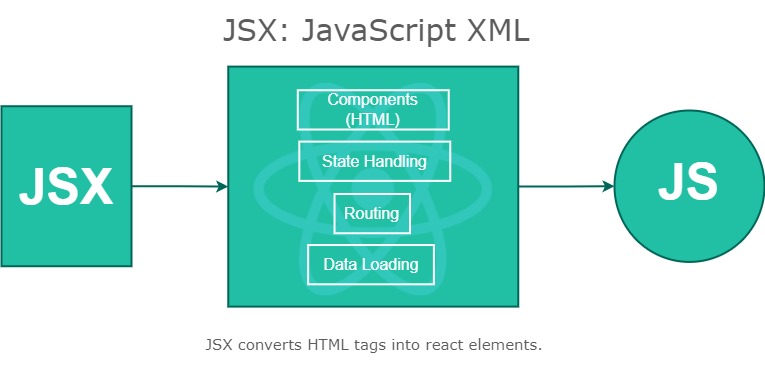 JSX: JavaScript XML
JSX
Components
(HTML)
State Handling
Routing
Data Loading
JS
JSX converts HTML tags into react elements.